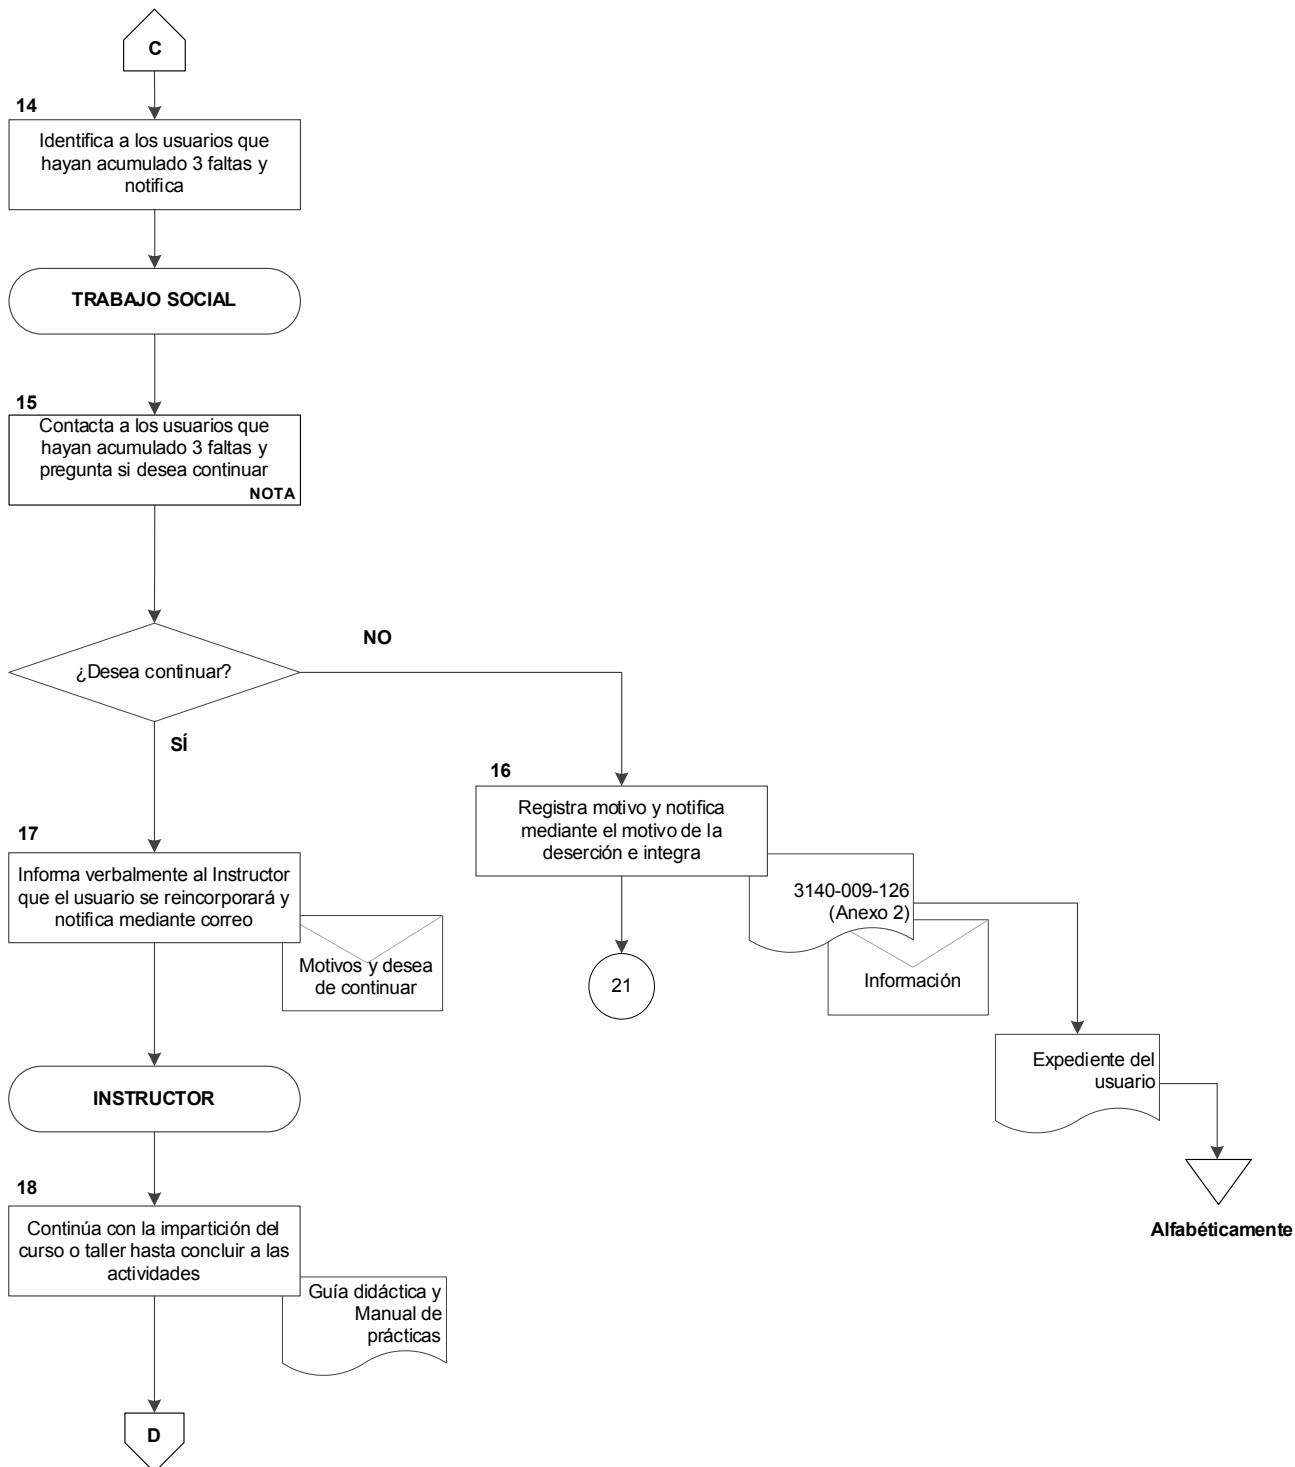 C
14
Identifica a los usuarios que
hayan acumulado 3 faltas y
notifica
TRABAJO SOCIAL
15
Contacta a los usuarios que
hayan acumulado 3 faltas y
pregunta si desea continuar
NOTA
¿Desea continuar?
NO
SÍ
16
Registra motivo y notifica
mediante el motivo de la
deserción e integra
3140-009-126
(Anexo 2)
Información
21
Expediente del
usuario
Alfabéticamente
17
Informa verbalmente al Instructor
que el usuario se reincorporará y
notifica mediante correo
Motivos y desea
de continuar
INSTRUCTOR
18
Continúa con la impartición del
curso o taller hasta concluir a las
actividades
Guía didáctica y
Manual de
prácticas
D